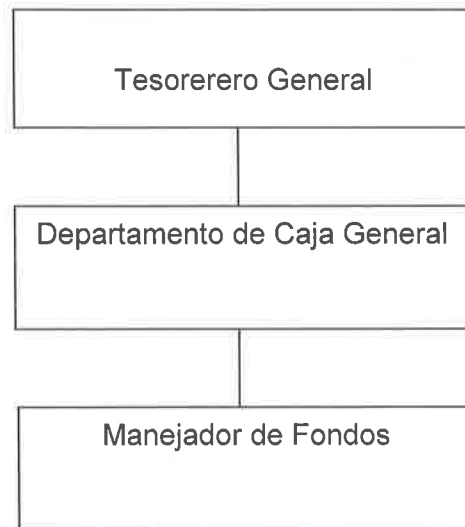 Tesorerero General
Departamento de Caja General
Manejador de Fondos